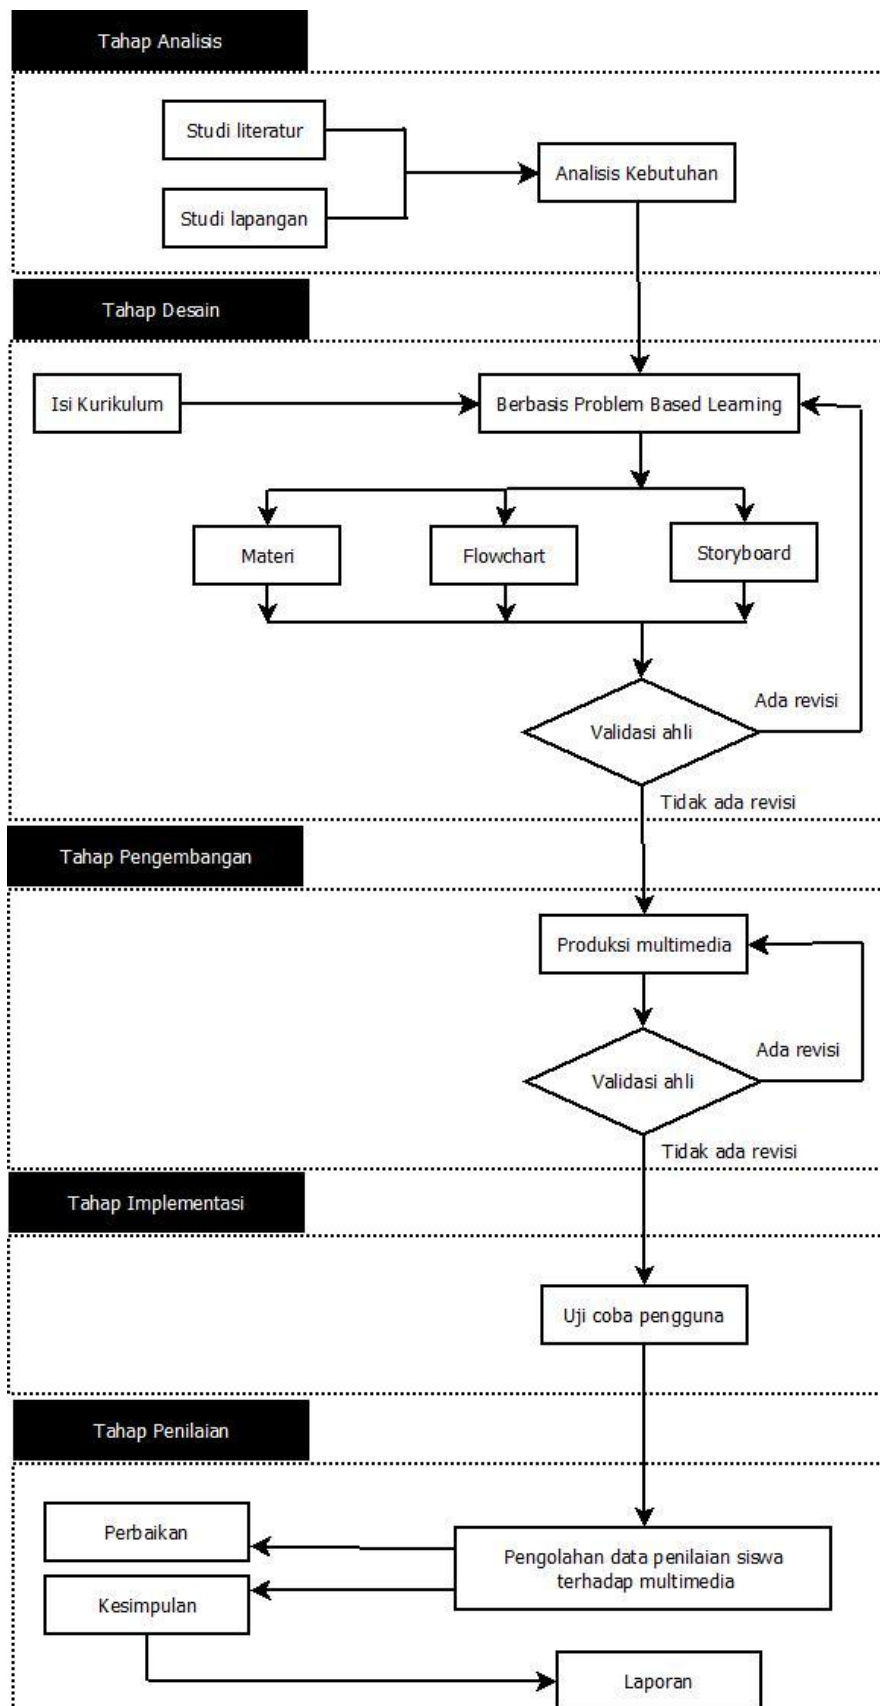 Tahap Analisis
Studi literatur
Analisis Kebutuhan
Studi lapangan
Tahap Desain
Isi Kurikulum
Berbasis Problem Based Learning
Materi
Flowchart
Storyboard
Ada revisi
Validasi ahli
Tidak ada revisi
Tahap Pengembangan
Produksi multimedia
Ada revisi
Validasi ahli
Tidak ada revisi
Tahap Implementasi
Uji coba pengguna
Tahap Penilaian
Perbaikan
Pengolahan data penilaian siswa
terhadap multimedia
Kesimpulan
Laporan